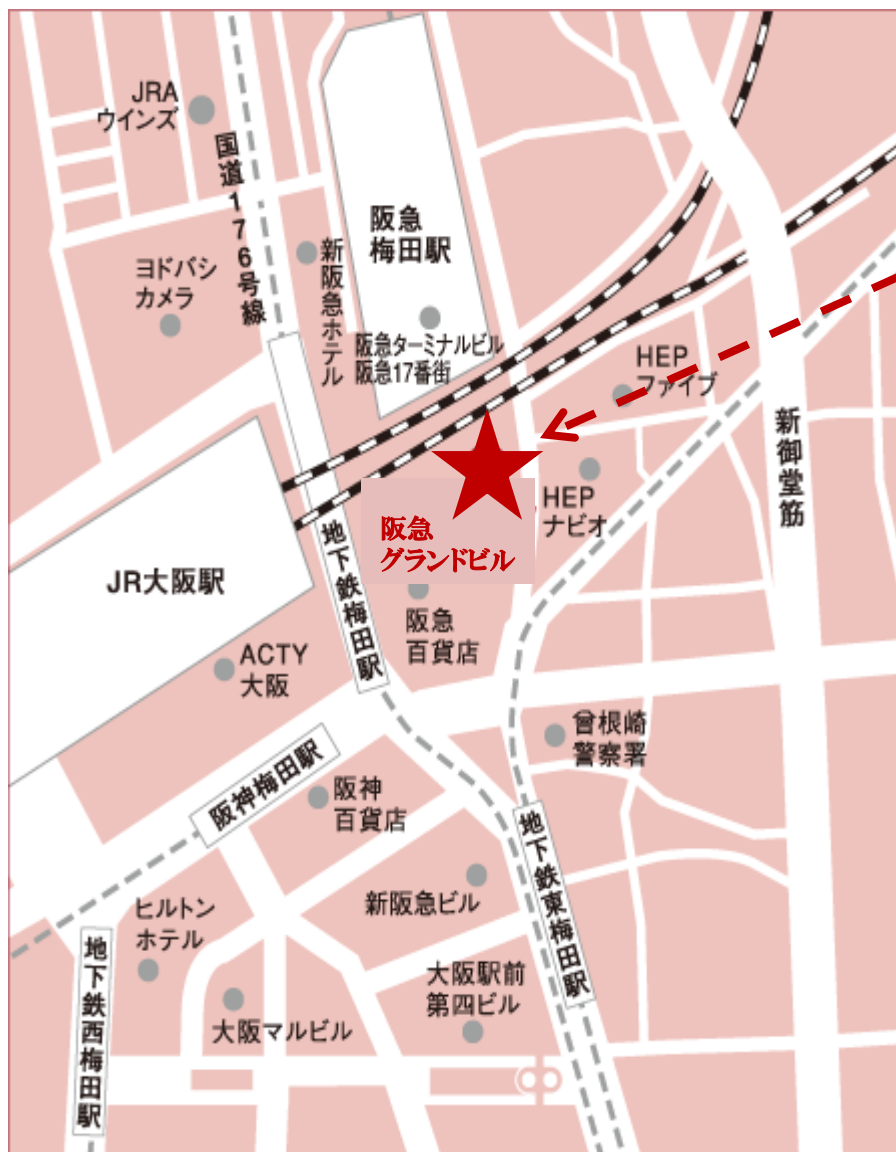 JRA
ウインズ
国道176号線
阪急
梅田駅
新阪急ホテル
ヨドバシ
カメラ
阪急ターミナルビル
阪急17番街
HEP
ファイブ
新御堂筋
HEP
ナビオ
阪急
グランドビル
地下鉄梅田駅
JR大阪駅
阪急
百貨店
ACTY
大阪
曾根崎
警察署
阪神梅田駅
阪神
百貨店
地下鉄東梅田駅
新阪急ビル
ヒルトン
ホテル
地下鉄西梅田駅
大阪駅前
第四ビル
大阪マルビル